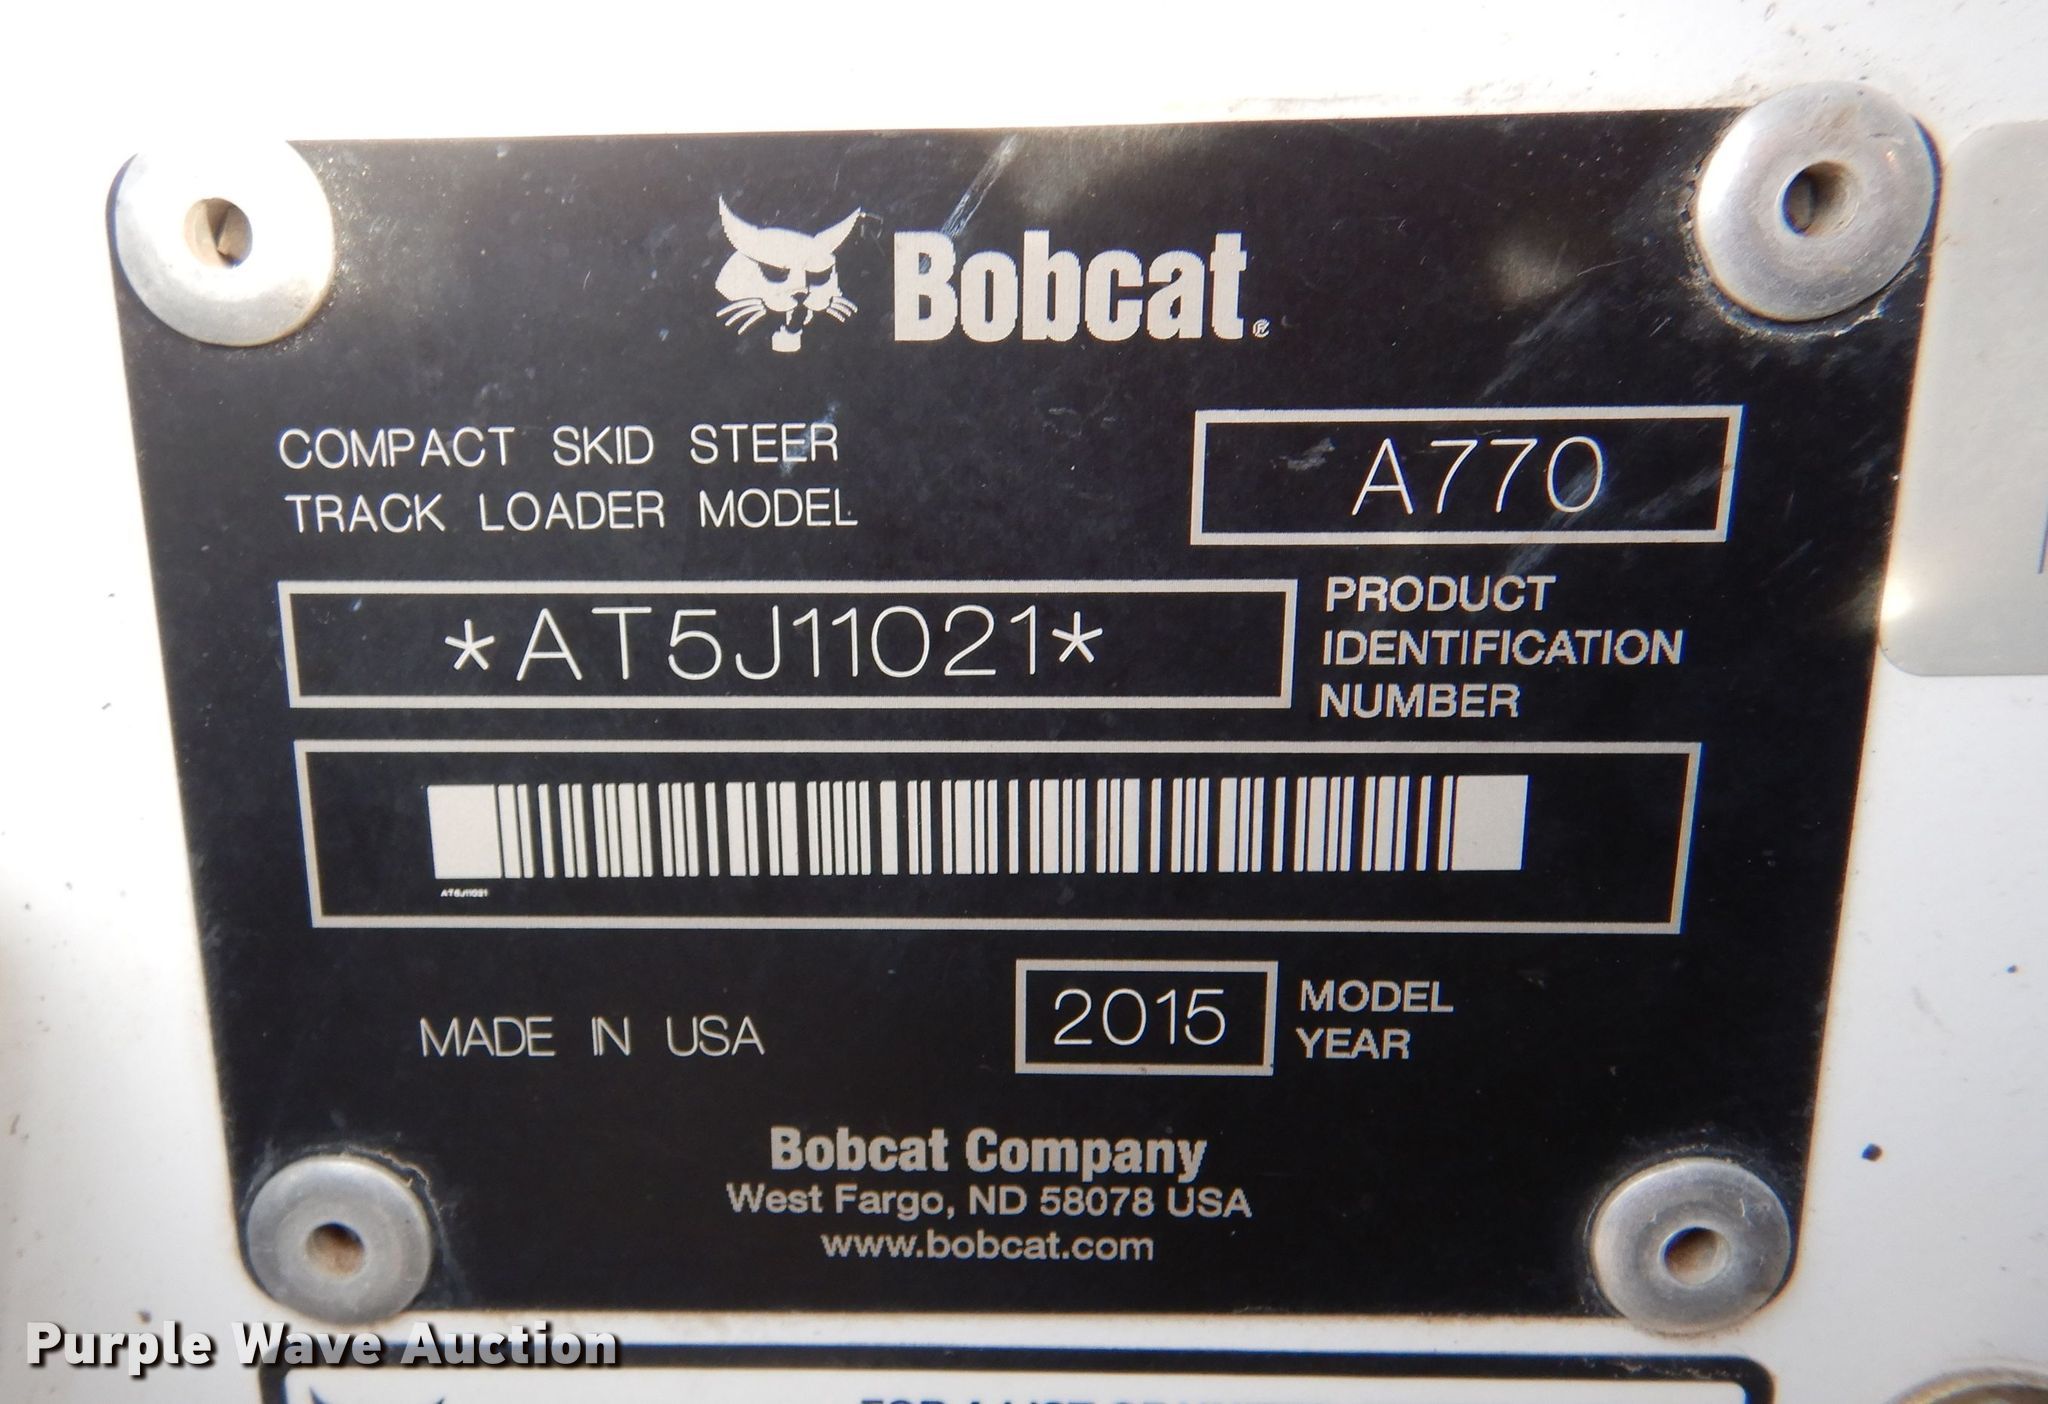 Bobcat®
COMPACT SKID STEER
TRACK LOADER MODEL
A770
*AT5J11021*
PRODUCT
IDENTIFICATION
NUMBER
AT5J11021
MADE IN USA
2015
MODEL
YEAR
Bobcat Company
West Fargo, ND 58078 USA
www.bobcat.com
Purple Wave Auction